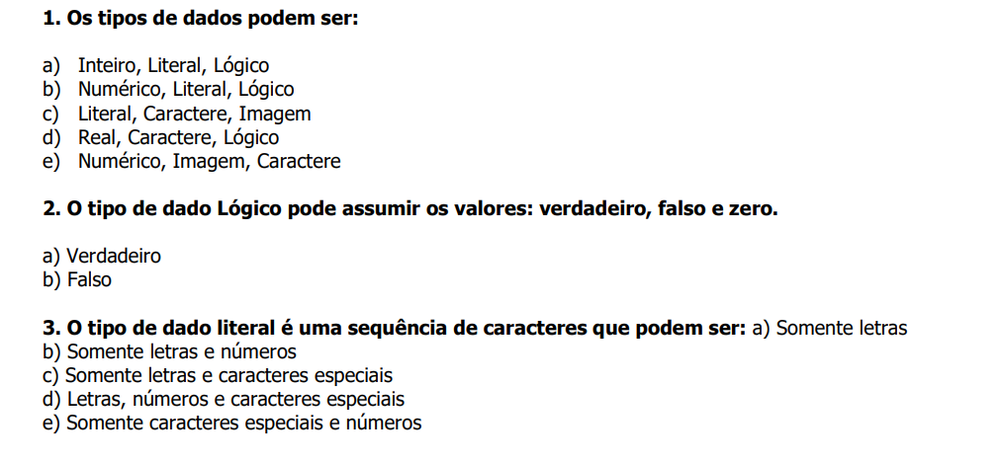 1. Os tipos de dados podem ser:
a) Inteiro, Literal, Lógico
b) Numérico, Literal, Lógico
c) Literal, Caractere, Imagem
d) Real, Caractere, Lógico
e) Numérico, Imagem, Caractere
2. O tipo de dado Lógico pode assumir os valores: verdadeiro, falso e zero.
a) Verdadeiro
b) Falso
3. O tipo de dado literal é uma sequência de caracteres que podem ser: a) Somente letras
b) Somente letras e números
c) Somente letras e caracteres especiais
d) Letras, números e caracteres especiais
e) Somente caracteres especiais e números